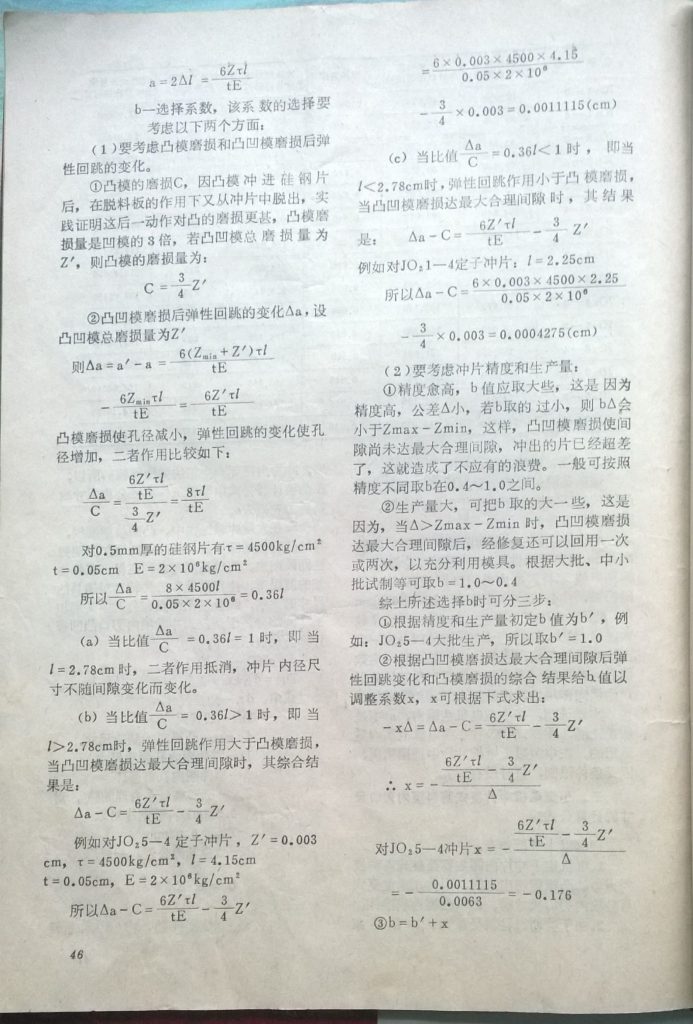 a=2Δl = 6Zτl / tE
b—选择系数，该系数的选择要
考虑以下两个方面：
（1）要考虑凸模磨损和凸凹模磨损后弹
性回跳的变化。
①凸模的磨损C，因凸模冲进硅钢片
后，在脱料板的作用下又从冲片中脱出，实
践证明这后一动作对凸的磨损更甚，凸模磨
损量是凹模的3倍，若凸凹模总磨损量为
Z′，则凸模的磨损量为：
C = 3/4 Z′
②凸凹模磨损后弹性回跳的变化Δa，设
凸凹模总磨损量为Z′
则Δa = a′ - a = 6(Zmin + Z′)τl / tE
- 6Zminτl / tE = 6Z′τl / tE
凸模磨损使孔径减小，弹性回跳的变化使孔
径增加，二者作用比较如下：
Δa/C = (6Z′τl / tE) / (3/4 Z′) = 8τl / tE
对0.5mm厚的硅钢片有τ = 4500kg/cm²
t = 0.05cm E = 2×10⁶kg/cm²
所以 Δa/C = 8×4500l / 0.05×2×10⁶ = 0.36l
（a）当比值 Δa/C = 0.36l = 1时，即当
l = 2.78cm时，二者作用抵消，冲片内径尺
寸不随间隙变化而变化。
（b）当比值 Δa/C = 0.36l＞1时，即当
l＞2.78cm时，弹性回跳作用大于凸模磨损，
当凸凹模磨损达最大合理间隙时，其综合结
果是：
Δa - C = 6Z′τl / tE - 3/4 Z′
例如对JO₂5—4定子冲片，Z′ = 0.003
cm，τ = 4500kg/cm²，l = 4.15cm
t = 0.05cm，E = 2×10⁶kg/cm²
所以Δa - C = 6Z′τl / tE - 3/4 Z′
46
= 6×0.003×4500×4.15 / 0.05×2×10⁶
- 3/4 ×0.003 = 0.0011115(cm)
（c）当比值 Δa/C = 0.36l＜1时，即当
l＜2.78cm时，弹性回跳作用小于凸模磨损，
当凸凹模磨损达最大合理间隙时，其结果
是： Δa - C = 6Z′τl / tE - 3/4 Z′
例如对JO₂1—4定子冲片：l = 2.25cm
所以Δa - C = 6×0.003×4500×2.25 / 0.05×2×10⁶
- 3/4 ×0.003 = 0.0004275(cm)
（2）要考虑冲片精度和生产量：
①精度愈高，b值应取大些，这是因为
精度高，公差Δ小，若b取的过小，则bΔ会
小于Zmax - Zmin，这样，凸凹模磨损使间
隙尚未达最大合理间隙，冲出的片已经超差
了，这就造成了不应有的浪费。一般可按照
精度不同取b在0.4～1.0之间。
②生产量大，可把b取的大一些，这是
因为，当Δ＞Zmax - Zmin时，凸凹模磨损
达最大合理间隙后，经修复还可以回用一次
或两次，以充分利用模具。根据大批、中小
批试制等可取b = 1.0～0.4
综上所述选择b时可分三步：
①根据精度和生产量初定b值为b′，例
如：JO₂5—4大批生产，所以取b′ = 1.0
②根据凸凹模磨损达最大合理间隙后弹
性回跳变化和凸模磨损的综合结果给b值以
调整系数x，x可根据下式求出：
- xΔ = Δa - C = 6Z′τl / tE - 3/4 Z′
∴ x = - (6Z′τl / tE - 3/4 Z′) / Δ
对JO₂5—4冲片x = - (6Z′τl / tE - 3/4 Z′) / Δ
= - 0.0011115 / 0.0063 = - 0.176
③b = b′ + x